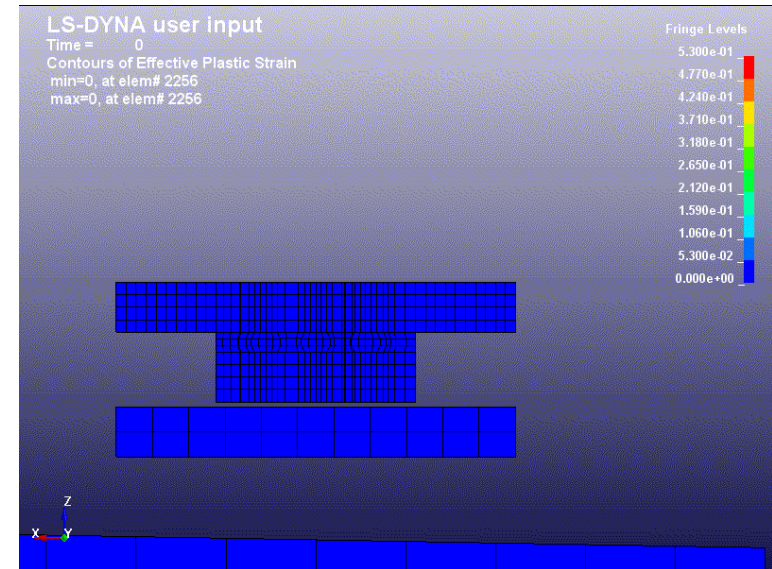 LS-DYNA user input
Time = 0
Contours of Effective Plastic Strain
min=0, at elem# 2256
max=0, at elem# 2256
Fringe Levels
5.300e-01
4.770e-01
4.240e-01
3.710e-01
3.180e-01
2.650e-01
2.120e-01
1.590e-01
1.060e-01
5.300e-02
0.000e+00
Z
X Y